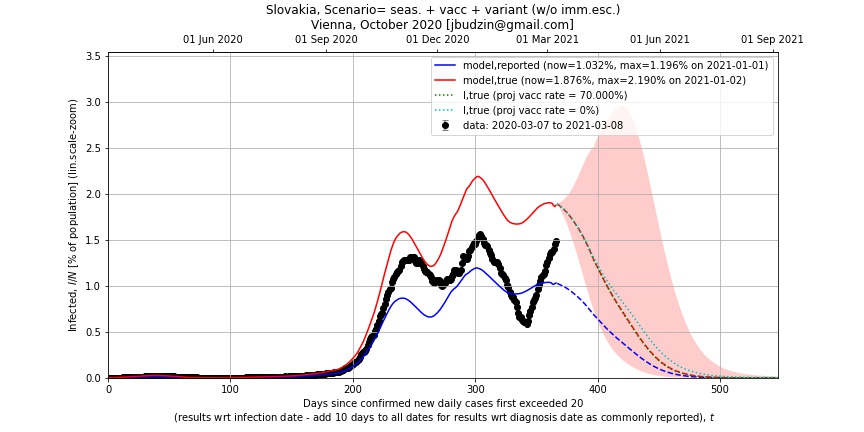 Slovakia, Scenario= seas. + vacc + variant (w/o imm.esc.)
Vienna, October 2020 [jbudzin@gmail.com]
01 Jun 2020 01 Sep 2020 01 Dec 2020 01 Mar 2021 01 Jun 2021 01 Sep 2021
model,reported (now=1.032%, max=1.196% on 2021-01-01)
model,true (now=1.876%, max=2.190% on 2021-01-02)
I,true (proj vacc rate = 70.000%)
I,true (proj vacc rate = 0%)
data: 2020-03-07 to 2021-03-08
Infected, I/N [% of population] (lin.scale-zoom)
3.5
3.0
2.5
2.0
1.5
1.0
0.5
0.0
0 100 200 300 400 500
Days since confirmed new daily cases first exceeded 20
(results wrt infection date - add 10 days to all dates for results wrt diagnosis date as commonly reported), t